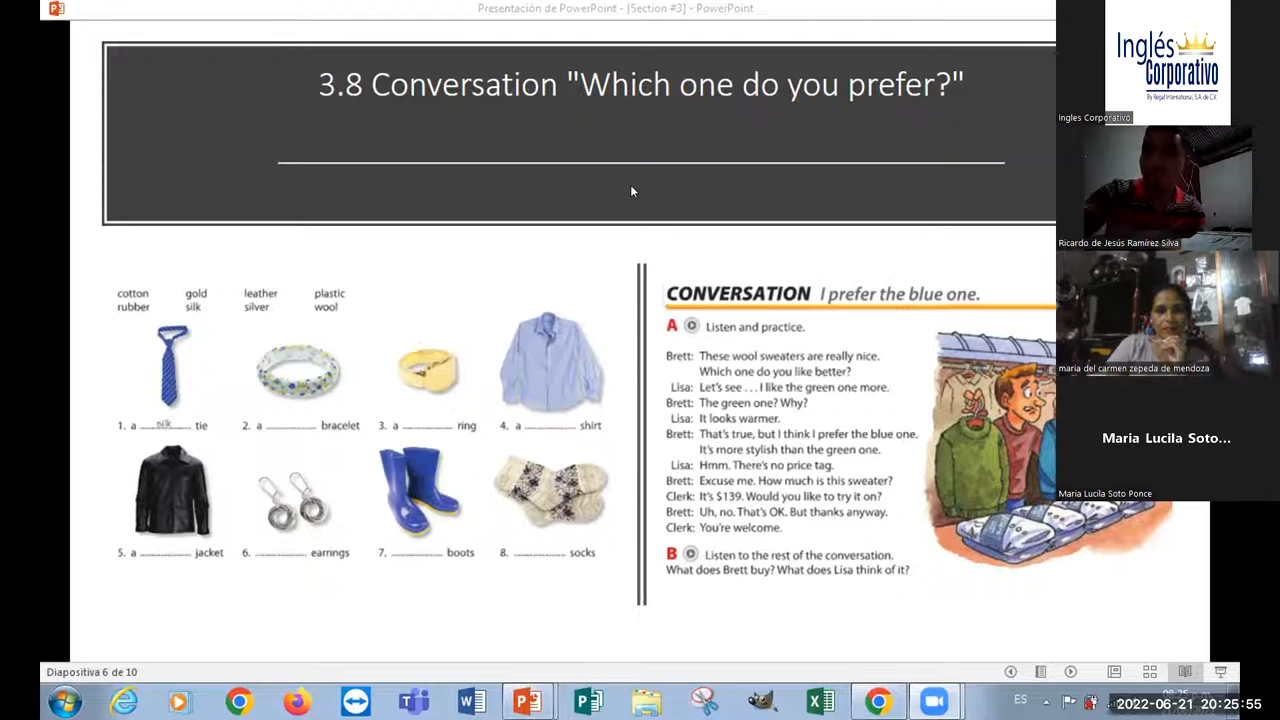 Presentación de PowerPoint - [Section #3] - PowerPoint
3.8 Conversation "Which one do you prefer?"
cotton gold leather plastic
rubber silk silver wool
1. a silk tie 2. a bracelet 3. a ring 4. a shirt
5. a jacket 6. earrings 7. boots 8. socks
CONVERSATION I prefer the blue one.
A Listen and practice.
Brett: These wool sweaters are really nice.
Which one do you like better?
Lisa: Let's see . . . I like the green one more.
Brett: The green one? Why?
Lisa: It looks warmer.
Brett: That's true, but I think I prefer the blue one.
It's more stylish than the green one.
Lisa: Hmm. There's no price tag.
Brett: Excuse me. How much is this sweater?
Clerk: It's $139. Would you like to try it on?
Brett: Uh, no. That's OK. But thanks anyway.
Clerk: You're welcome.
B Listen to the rest of the conversation.
What does Brett buy? What does Lisa think of it?
Inglés
Corporativo
By Regal International, S.A. de C.V.
Ingles Corporativo
Ricardo de Jesús Ramírez Silva
maria del carmen zepeda de mendoza
Maria Lucila Soto...
Maria Lucila Soto Ponce
Diapositiva 6 de 10
ES
2022-06-21 20:25:55